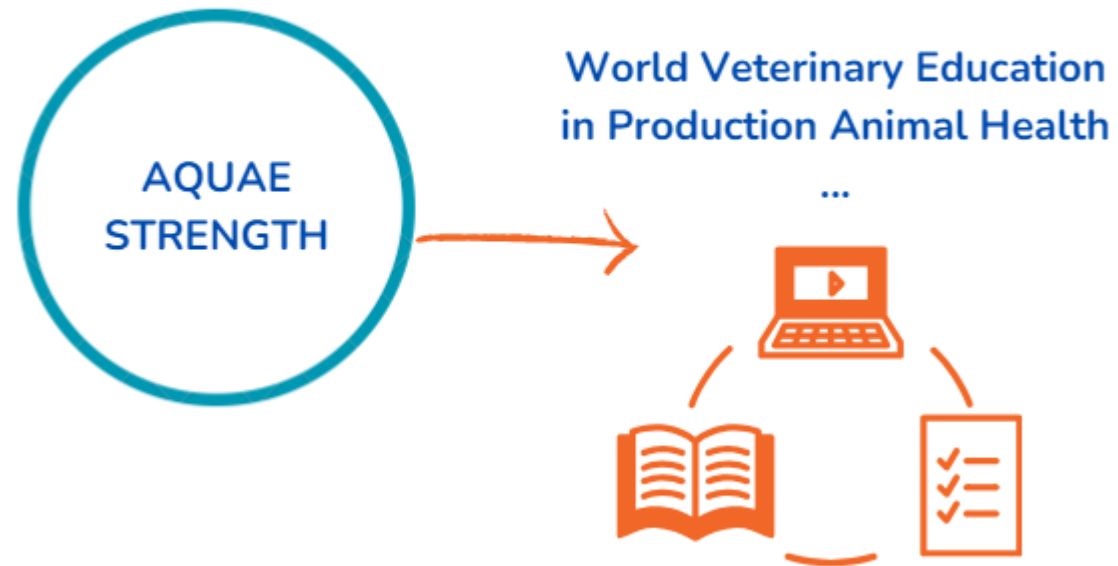 AQUAE
STRENGTH
World Veterinary Education
in Production Animal Health
...